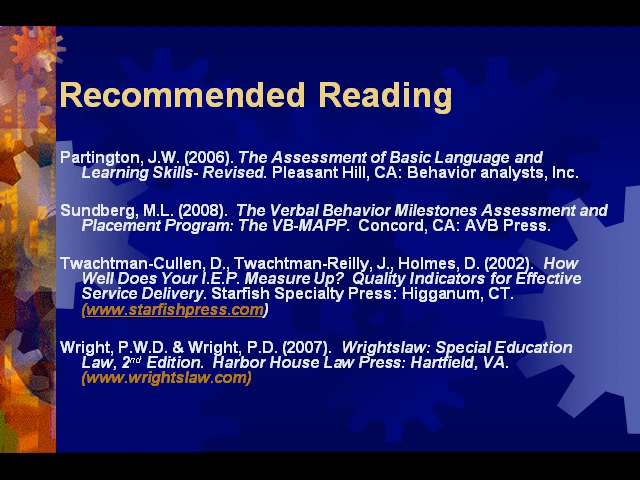 Recommended Reading
Partington, J.W. (2006). The Assessment of Basic Language and
Learning Skills- Revised. Pleasant Hill, CA: Behavior analysts, Inc.
Sundberg, M.L. (2008). The Verbal Behavior Milestones Assessment and
Placement Program: The VB-MAPP. Concord, CA: AVB Press.
Twachtman-Cullen, D., Twachtman-Reilly, J., Holmes, D. (2002). How
Well Does Your I.E.P. Measure Up? Quality Indicators for Effective
Service Delivery. Starfish Specialty Press: Higganum, CT.
(www.starfishpress.com)
Wright, P.W.D. & Wright, P.D. (2007). Wrightslaw: Special Education
Law, 2nd Edition. Harbor House Law Press: Hartfield, VA.
(www.wrightslaw.com)